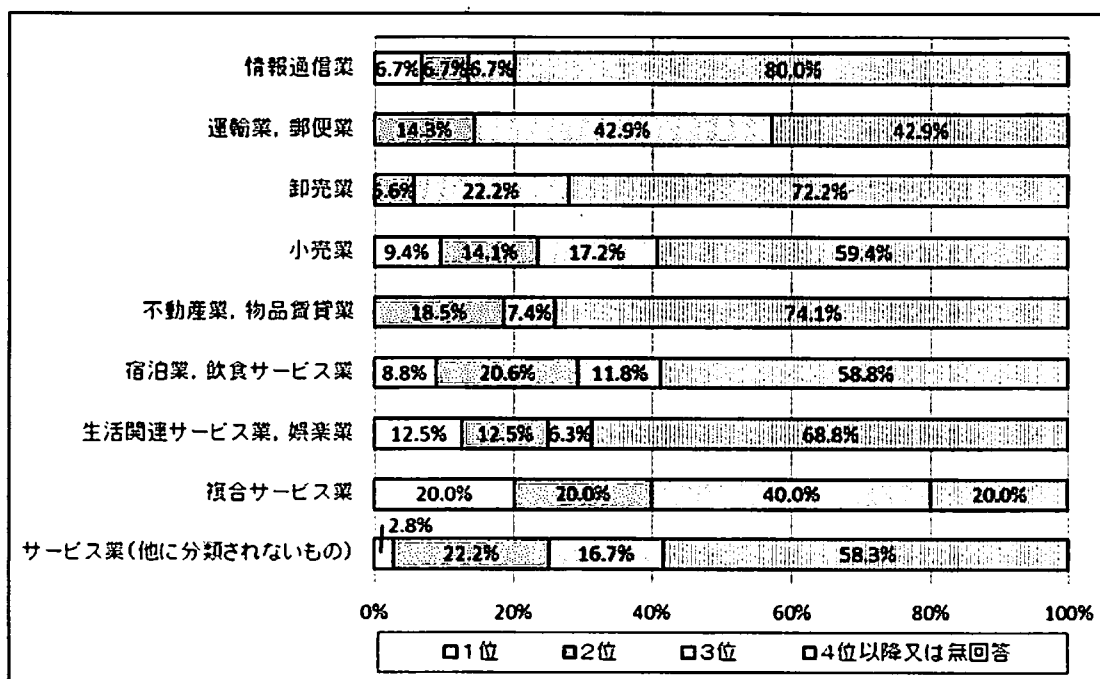 情報通信業 6.7% 6.7% 6.7% 80.0%
運輸業，郵便業 14.3% 42.9% 42.9%
卸売業 5.6% 22.2% 72.2%
小売業 9.4% 14.1% 17.2% 59.4%
不動産業，物品賃貸業 18.5% 7.4% 74.1%
宿泊業，飲食サービス業 8.8% 20.6% 11.8% 58.8%
生活関連サービス業，娯楽業 12.5% 12.5% 6.3% 68.8%
複合サービス業 20.0% 20.0% 40.0% 20.0%
2.8%
サービス業(他に分類されないもの) 22.2% 16.7% 58.3%
0% 20% 40% 60% 80% 100%
1位 2位 3位 4位以降又は無回答